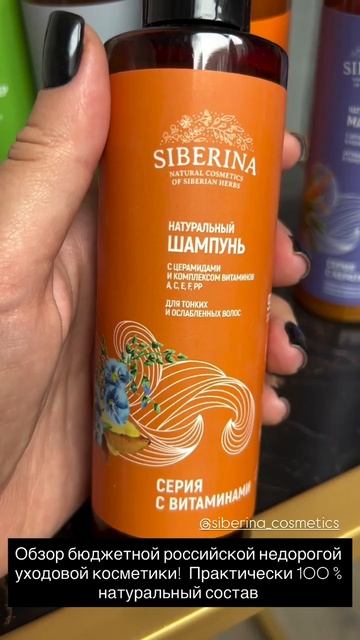 SIBERINA
NATURAL COSMETICS
OF SIBERIAN HERBS
НАТУРАЛЬНЫЙ
ШАМПУНЬ
С ЦЕРАМИДАМИ
И КОМПЛЕКСОМ ВИТАМИНОВ
A, C, E, F, PP
ДЛЯ ТОНКИХ
И ОСЛАБЛЕННЫХ ВОЛОС
СЕРИЯ
С ВИТАМИНАМИ
@siberina_cosmetics
Обзор бюджетной российской недорогой
уходовой косметики! Практически 100 %
натуральный состав